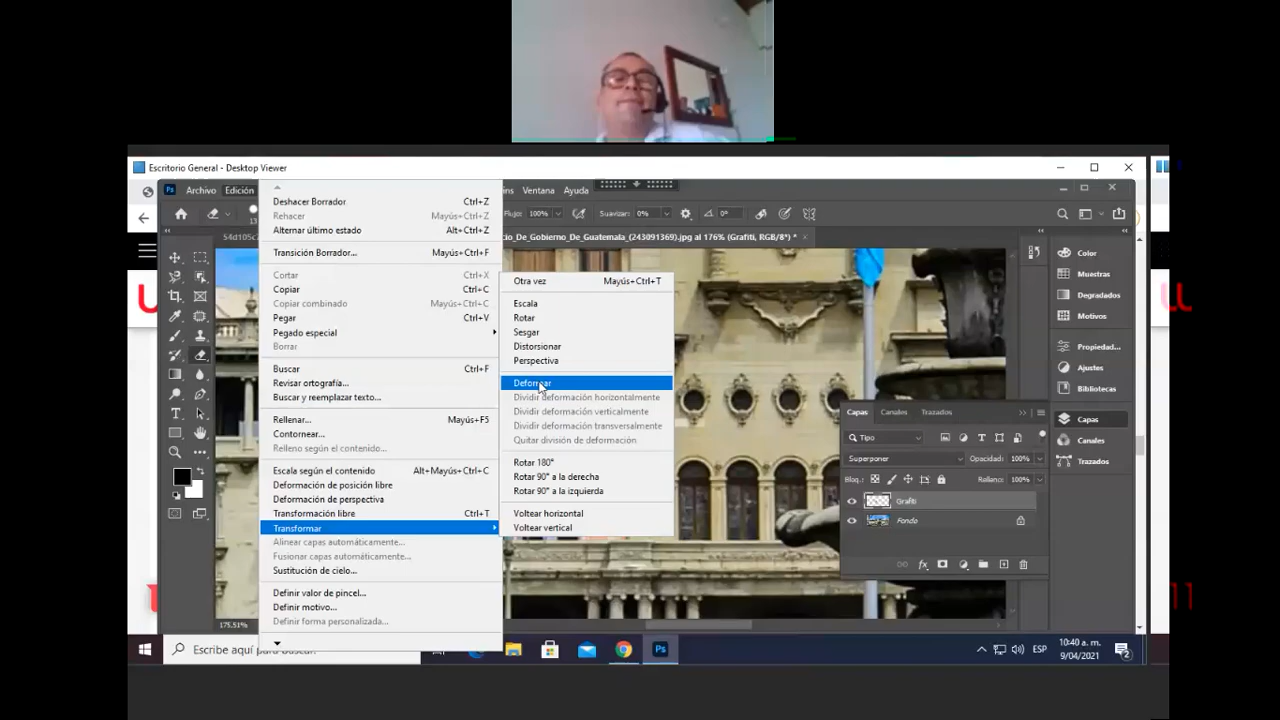 Escritorio General - Desktop Viewer
Ps Archivo Edición
Ventana Ayuda
Flujo: 100% Suavizar: 0% 0°
_De_Gobierno_De_Guatemala_(243091369).jpg al 176% (Grafiti, RGB/8*) *
Deshacer Borrador Ctrl+Z
Rehacer Mayús+Ctrl+Z
Alternar último estado Alt+Ctrl+Z
Transición Borrador... Mayús+Ctrl+F
Cortar Ctrl+X
Copiar Ctrl+C
Copiar combinado Mayús+Ctrl+C
Pegar Ctrl+V
Pegado especial
Borrar
Buscar Ctrl+F
Revisar ortografía...
Buscar y reemplazar texto...
Rellenar... Mayús+F5
Contornear...
Relleno según el contenido...
Escala según el contenido Alt+Mayús+Ctrl+C
Deformación de posición libre
Deformación de perspectiva
Transformación libre Ctrl+T
Transformar
Alinear capas automáticamente...
Fusionar capas automáticamente...
Sustitución de cielo...
Definir valor de pincel...
Definir motivo...
Definir forma personalizada...
Otra vez Mayús+Ctrl+T
Escala
Rotar
Sesgar
Distorsionar
Perspectiva
Deformar
Dividir deformación horizontalmente
Dividir deformación verticalmente
Dividir deformación transversalmente
Quitar división de deformación
Rotar 180°
Rotar 90° a la derecha
Rotar 90° a la izquierda
Voltear horizontal
Voltear vertical
Color
Muestras
Degradados
Motivos
Propiedad...
Ajustes
Bibliotecas
Capas
Canales
Trazados
Capas Canales Trazados
Tipo
Superponer Opacidad: 100%
Bloq.: Relleno: 100%
Grafiti
Fondo
175.51%
Escribe aquí para buscar.
Ps
ESP
10:40 a. m.
9/04/2021
2